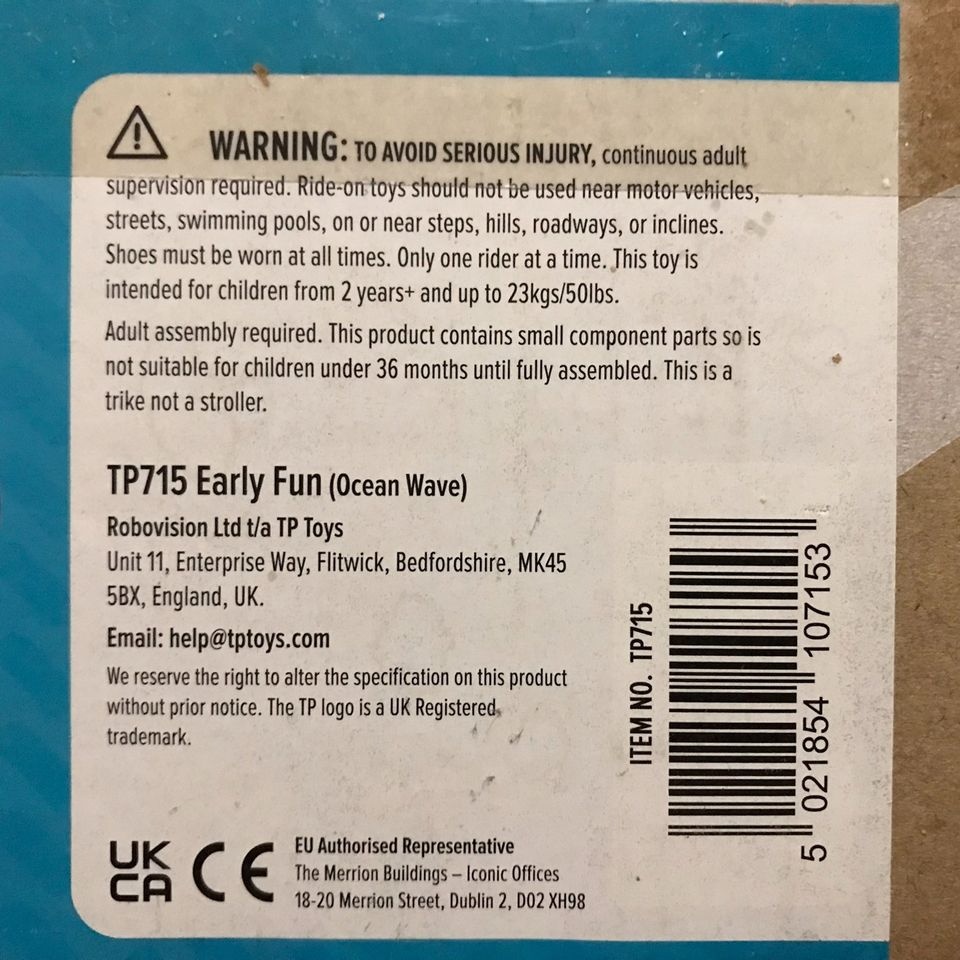 WARNING: TO AVOID SERIOUS INJURY, continuous adult
supervision required. Ride-on toys should not be used near motor vehicles,
streets, swimming pools, on or near steps, hills, roadways, or inclines.
Shoes must be worn at all times. Only one rider at a time. This toy is
intended for children from 2 years+ and up to 23kgs/50lbs.
Adult assembly required. This product contains small component parts so is
not suitable for children under 36 months until fully assembled. This is a
trike not a stroller.
TP715 Early Fun (Ocean Wave)
Robovision Ltd t/a TP Toys
Unit 11, Enterprise Way, Flitwick, Bedfordshire, MK45
5BX, England, UK.
Email: help@tptoys.com
We reserve the right to alter the specification on this product
without prior notice. The TP logo is a UK Registered
trademark.
ITEM NO. TP715
5 021854 107153
UK
CA
CE
EU Authorised Representative
The Merrion Buildings – Iconic Offices
18-20 Merrion Street, Dublin 2, D02 XH98